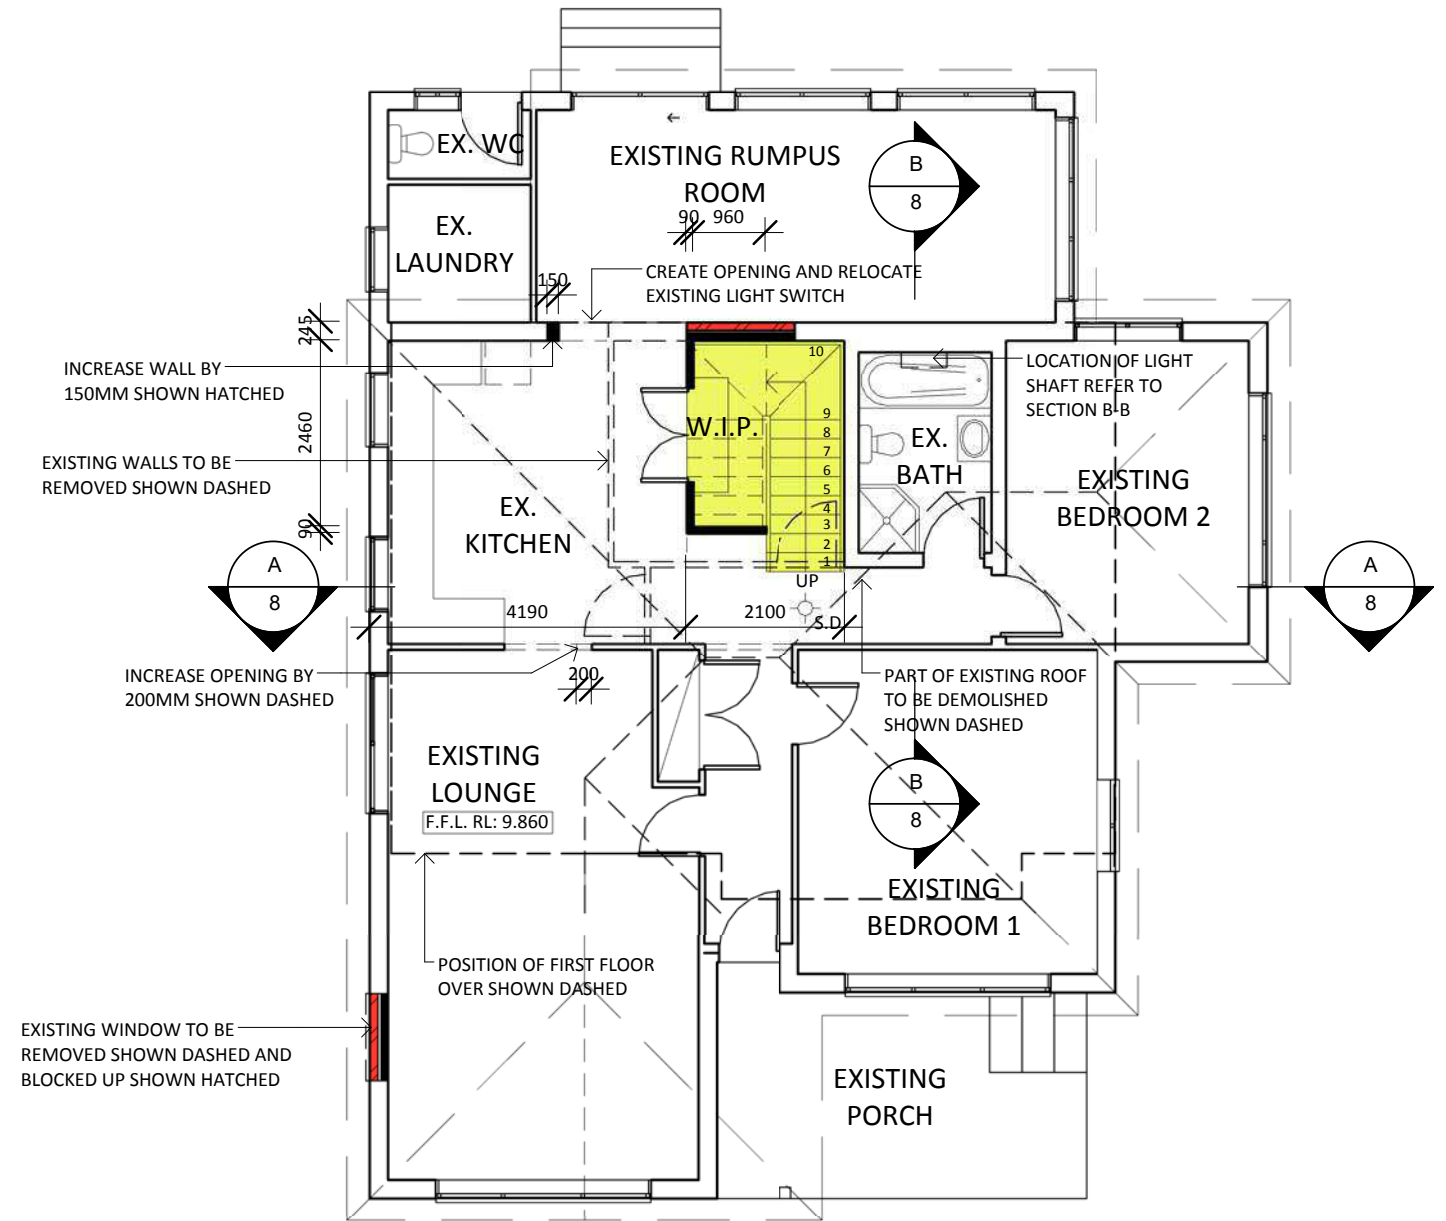 EX. WC
EXISTING RUMPUS
ROOM
B
8
90 960
EX.
LAUNDRY
150
CREATE OPENING AND RELOCATE
EXISTING LIGHT SWITCH
245
INCREASE WALL BY
150MM SHOWN HATCHED
10
LOCATION OF LIGHT
SHAFT REFER TO
SECTION B-B
2460
W.I.P.
9
8
7
6
5
4
3
2
1
EX.
BATH
EXISTING
BEDROOM 2
EXISTING WALLS TO BE
REMOVED SHOWN DASHED
EX.
KITCHEN
90
A
8
UP
A
8
4190
2100
S.D
INCREASE OPENING BY
200MM SHOWN DASHED
200
PART OF EXISTING ROOF
TO BE DEMOLISHED
SHOWN DASHED
EXISTING
LOUNGE
F.F.L. RL: 9.860
B
8
EXISTING
BEDROOM 1
POSITION OF FIRST FLOOR
OVER SHOWN DASHED
EXISTING WINDOW TO BE
REMOVED SHOWN DASHED AND
BLOCKED UP SHOWN HATCHED
EXISTING
PORCH